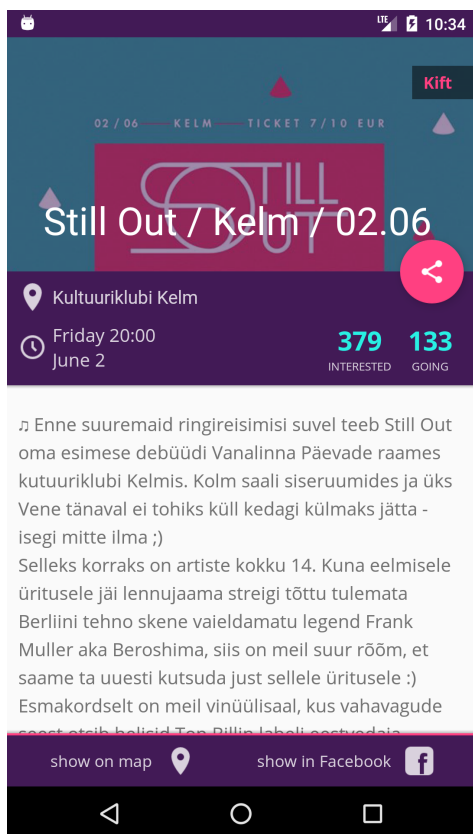 LTE 10:34
Kift
02 / 06 KELM TICKET 7/10 EUR
STILL
OUT
Still Out / Kelm / 02.06
Kultuuriklubi Kelm
Friday 20:00
June 2
379 133
INTERESTED GOING
♫ Enne suuremaid ringireisimisi suvel teeb Still Out
oma esimese debüüdi Vanalinna Päevade raames
kutuuriklubi Kelmis. Kolm saali siseruumides ja üks
Vene tänaval ei tohiks küll kedagi külmaks jätta -
isegi mitte ilma ;)
Selleks korraks on artiste kokku 14. Kuna eelmisele
üritusele jäi lennujaama streigi tõttu tulemata
Berliini tehno skene vaieldamatu legend Frank
Muller aka Beroshima, siis on meil suur rõõm, et
saame ta uuesti kutsuda just sellele üritusele :)
Esmakordselt on meil vinüülisaal, kus vahavagude
show on map
show in Facebook